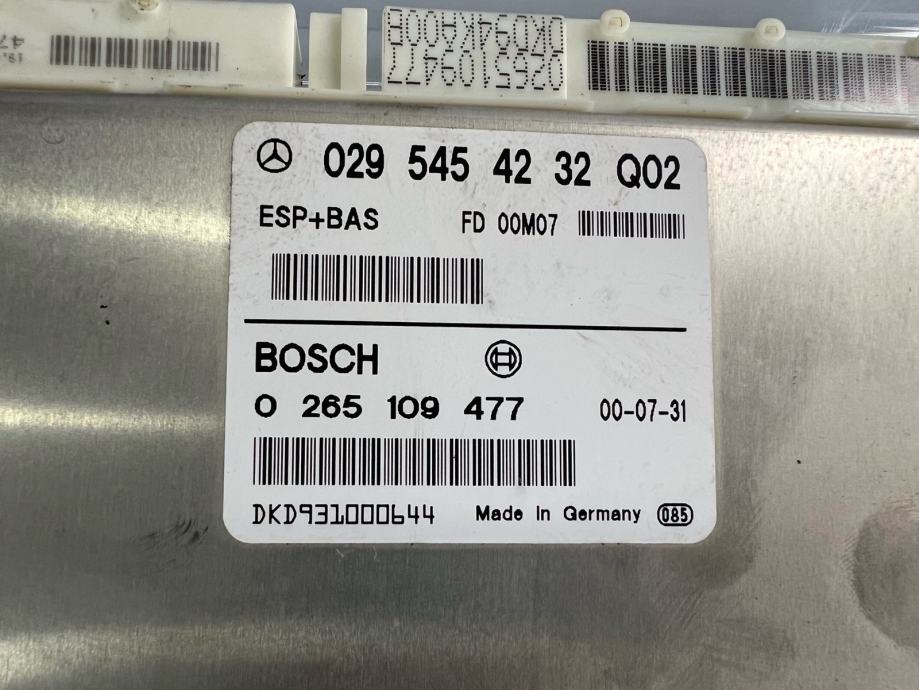 029 545 42 32 Q02
ESP+BAS FD 00M07
BOSCH
0 265 109 477 00-07-31
DKD931000644 Made In Germany 085
0265109477